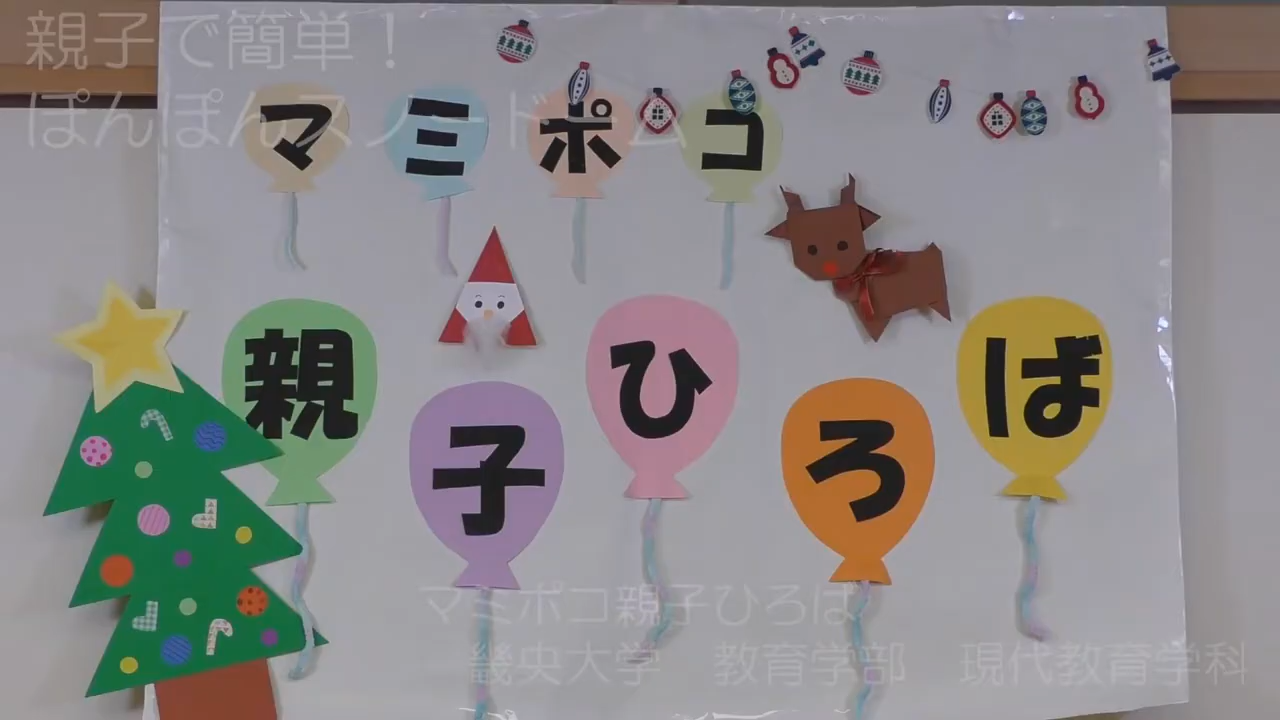 親子で簡単！
ぽんぽんスノードーム
マミポコ
親子ひろば
マミポコ親子ひろば
畿央大学 教育学部 現代教育学科